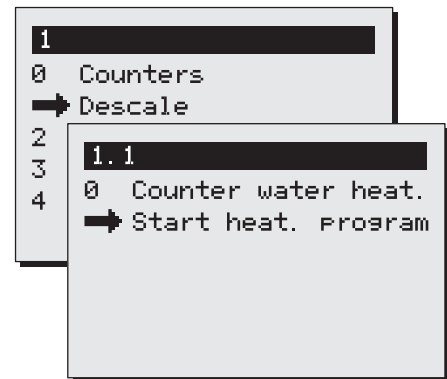 1
0 Counters
Descale
2
3
4
1.1
0 Counter water heat.
Start heat. program